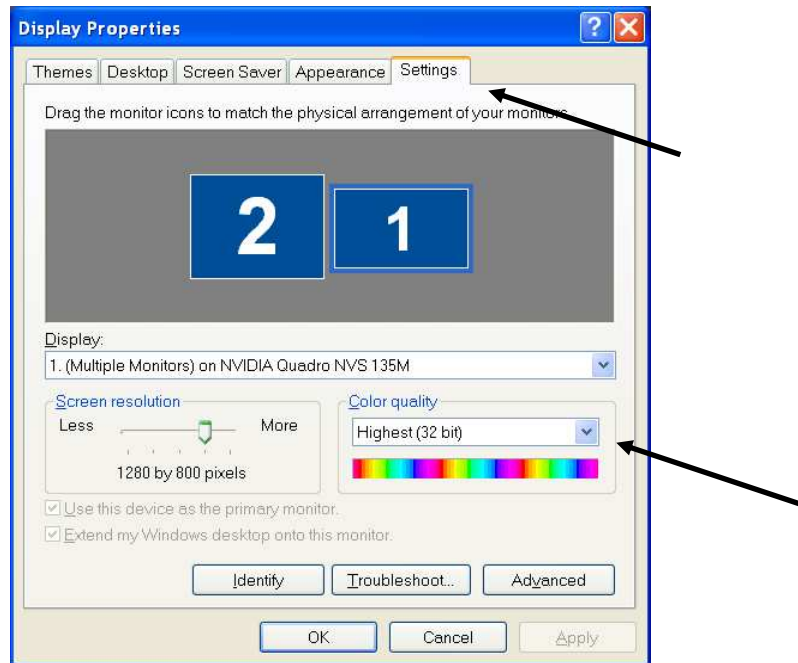 Display Properties
Themes Desktop Screen Saver Appearance Settings
Drag the monitor icons to match the physical arrangement of your monitors.
2 1
Display:
1. (Multiple Monitors) on NVIDIA Quadro NVS 135M
Screen resolution Color quality
Less More Highest (32 bit)
1280 by 800 pixels
Use this device as the primary monitor.
Extend my Windows desktop onto this monitor.
Identify Troubleshoot... Advanced
OK Cancel Apply